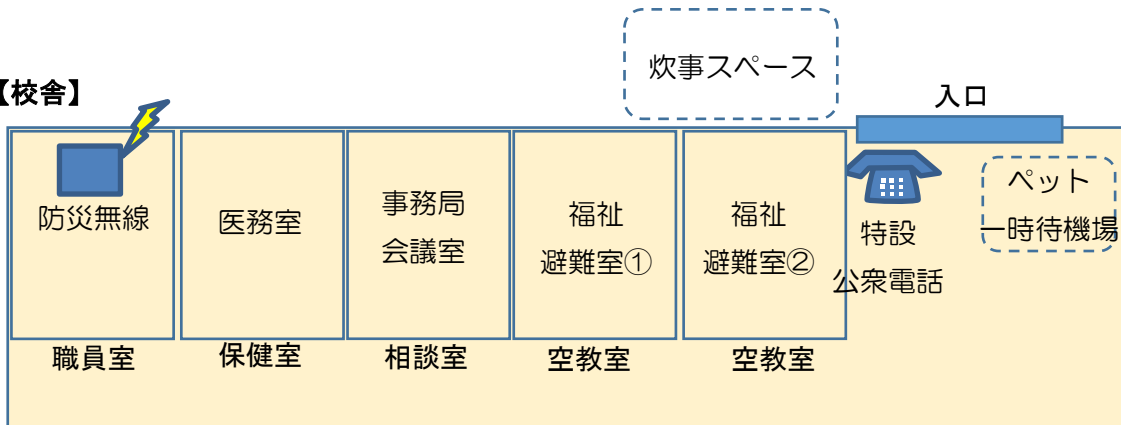 炊事スペース
【校舎】
入口
防災無線
医務室
事務局
会議室
福祉
避難室①
福祉
避難室②
特設
公衆電話
ペット
一時待機場
職員室
保健室
相談室
空教室
空教室